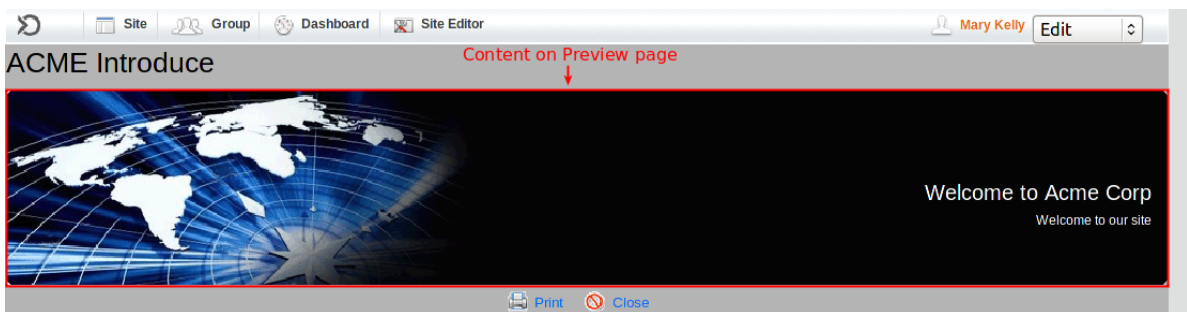 Site Group Dashboard Site Editor Mary Kelly Edit
ACME Introduce
Content on Preview page
Welcome to Acme Corp
Welcome to our site
Print Close